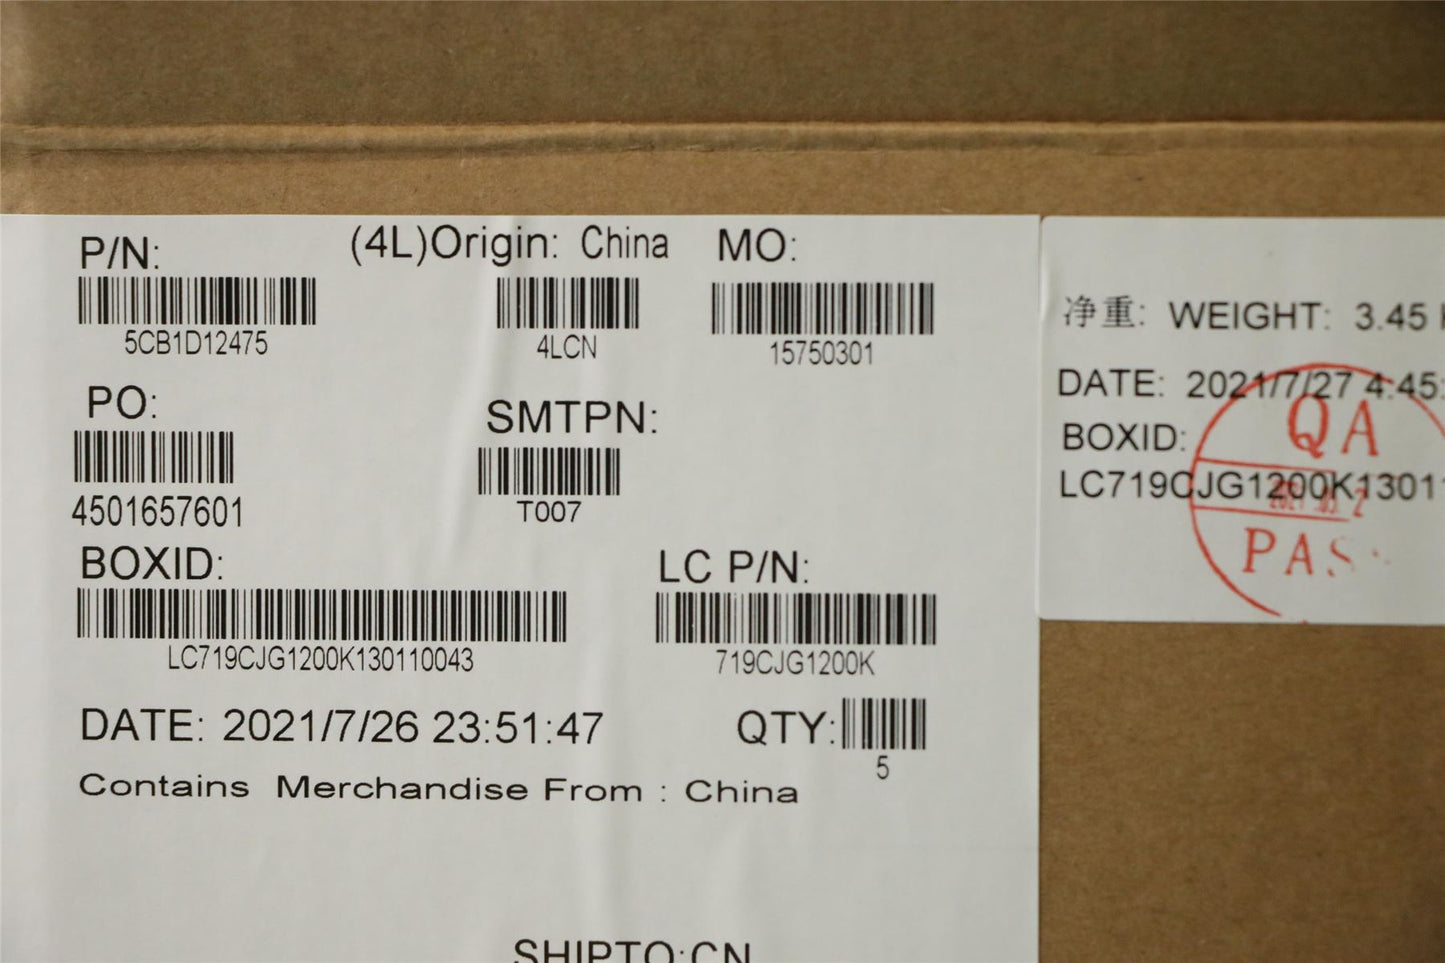 P/N:
5CB1D12475
(4L)Origin: China
4LCN
MO:
15750301
PO:
4501657601
SMTPN:
T007
BOXID:
LC719CJG1200K130110043
LC P/N:
719CJG1200K
DATE: 2021/7/26 23:51:47
QTY:
5
Contains Merchandise From : China
SHIPTO:CN
净重: WEIGHT: 3.45
DATE: 2021/7/27 4:45:
BOXID:
LC719CJG1200K1301
QA
PAS